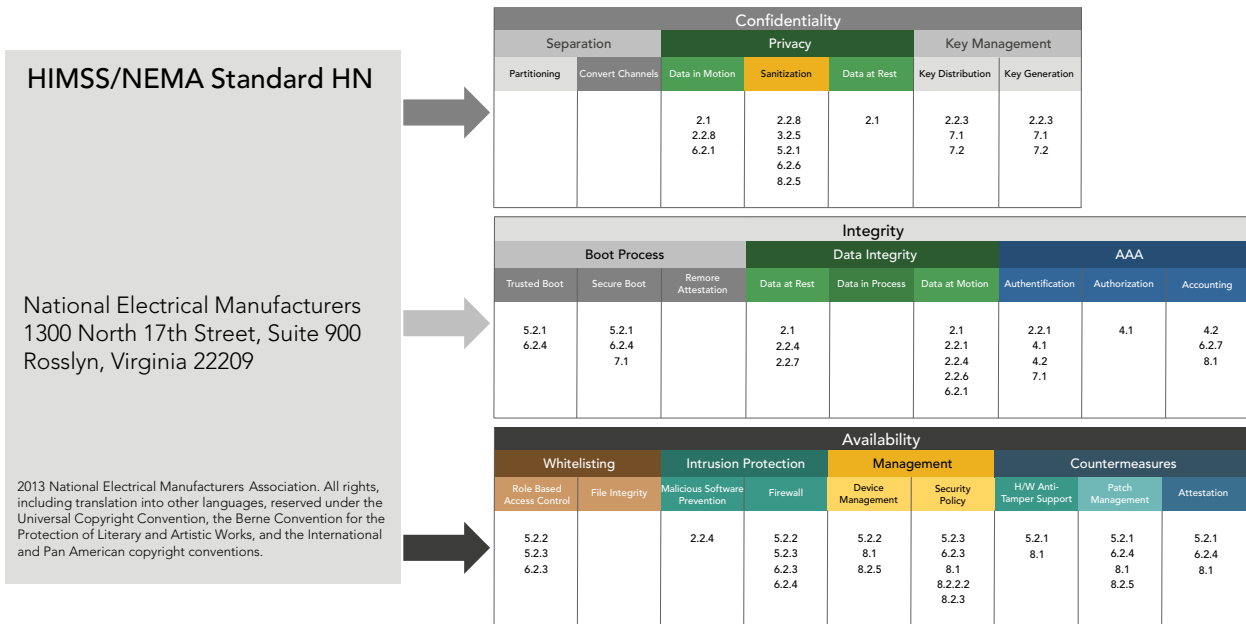 HIMSS/NEMA Standard HN
National Electrical Manufacturers
1300 North 17th Street, Suite 900
Rosslyn, Virginia 22209
2013 National Electrical Manufacturers Association. All rights,
including translation into other languages, reserved under the
Universal Copyright Convention, the Berne Convention for the
Protection of Literary and Artistic Works, and the International
and Pan American copyright conventions.
Confidentiality
Separation Privacy Key Management
Partitioning Convert Channels Data in Motion Sanitization Data at Rest Key Distribution Key Generation
2.1 2.2.8 2.1 2.2.3 2.2.3
2.2.8 3.2.5 7.1 7.1
6.2.1 5.2.1 7.2 7.2
6.2.6
8.2.5
Integrity
Boot Process Data Integrity AAA
Trusted Boot Secure Boot Remore Attestation Data at Rest Data in Process Data at Motion Authentification Authorization Accounting
5.2.1 5.2.1 2.1 2.1 2.2.1 4.1 4.2
6.2.4 6.2.4 2.2.4 2.2.1 4.1 6.2.7
7.1 2.2.7 2.2.4 4.2 8.1
2.2.6 7.1
6.2.1
Availability
Whitelisting Intrusion Protection Management Countermeasures
Role Based Access Control File Integrity Malicious Software Prevention Firewall Device Management Security Policy H/W Anti-Tamper Support Patch Management Attestation
5.2.2 2.2.4 5.2.2 5.2.2 5.2.3 5.2.1 5.2.1 5.2.1
5.2.3 5.2.3 8.1 6.2.3 8.1 6.2.4 6.2.4
6.2.3 6.2.3 8.2.5 8.1 8.1 8.1
6.2.4 8.2.2.2 8.2.5
8.2.3